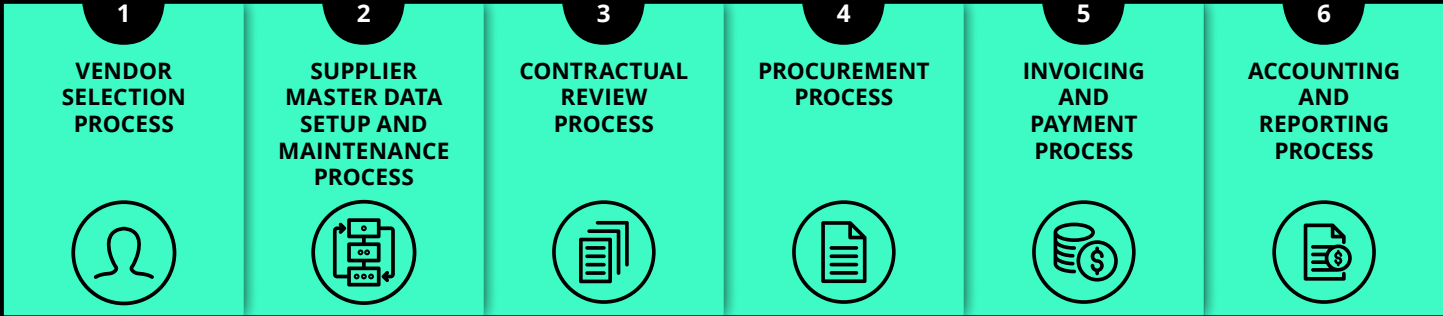 1
VENDOR
SELECTION
PROCESS
2
SUPPLIER
MASTER DATA
SETUP AND
MAINTENANCE
PROCESS
3
CONTRACTUAL
REVIEW
PROCESS
4
PROCUREMENT
PROCESS
5
INVOICING
AND
PAYMENT
PROCESS
$
6
ACCOUNTING
AND
REPORTING
PROCESS
$